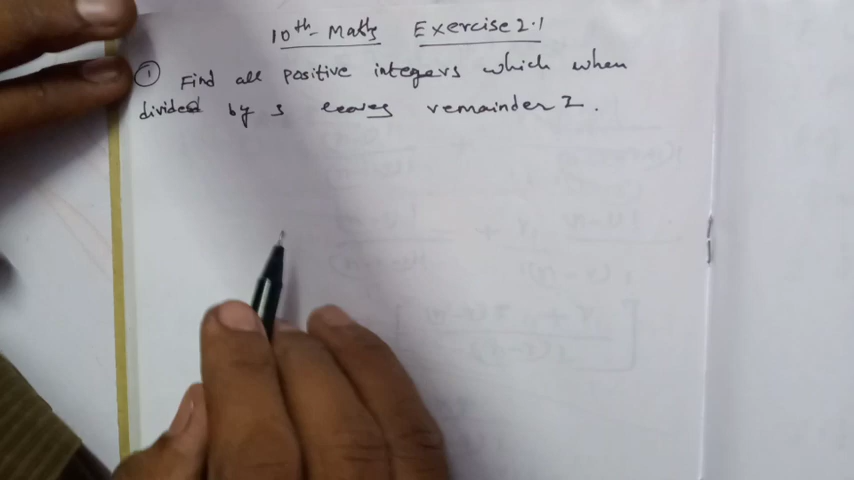 10th Maths Exercise 2.1
① Find all positive integers which when
divided by 3 leaves remainder 2.